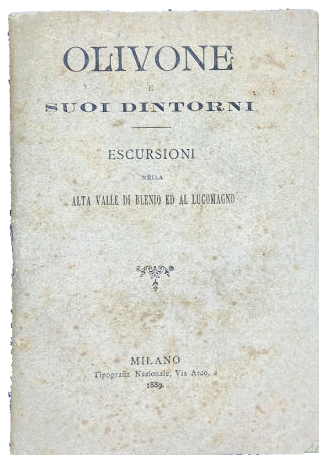 OLIVONE
E
SUOI DINTORNI
ESCURSIONI
NELLA
ALTA VALLE DI BLENIO ED AL LUCOMAGNO
MILANO
Tipografia Nazionale, Via Arco, 4
1889.